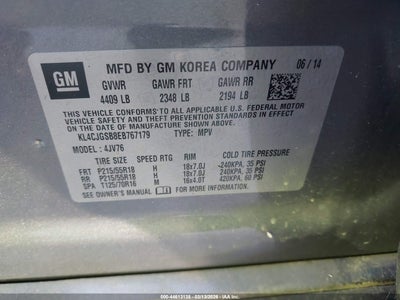 GM
MFD BY GM KOREA COMPANY 06 / 14
GVWR GAWR FRT GAWR RR
4409 LB 2348 LB 2194 LB
THIS VEHICLE CONFORMS TO ALL APPLICABLE U.S. FEDERAL MOTOR
VEHICLE SAFETY, BUMPER, AND THEFT PREVENTION STANDARDS IN
EFFECT ON THE DATE OF MANUFACTURE SHOWN ABOVE.
KL4CJGSB8EB767179 TYPE: MPV
MODEL : 4JV76
TIRE SIZE SPEED RTG RIM COLD TIRE PRESSURE
FRT P215/55R18 H 18x7.0J 240KPA, 35 PSI
RR P215/55R18 H 18x7.0J 240KPA, 35 PSI
SPA T125/70R16 M 16x4.0T 420KPA, 60 PSI
SEE OWNER'S MANUAL FOR ADDITIONAL INFORMATION.